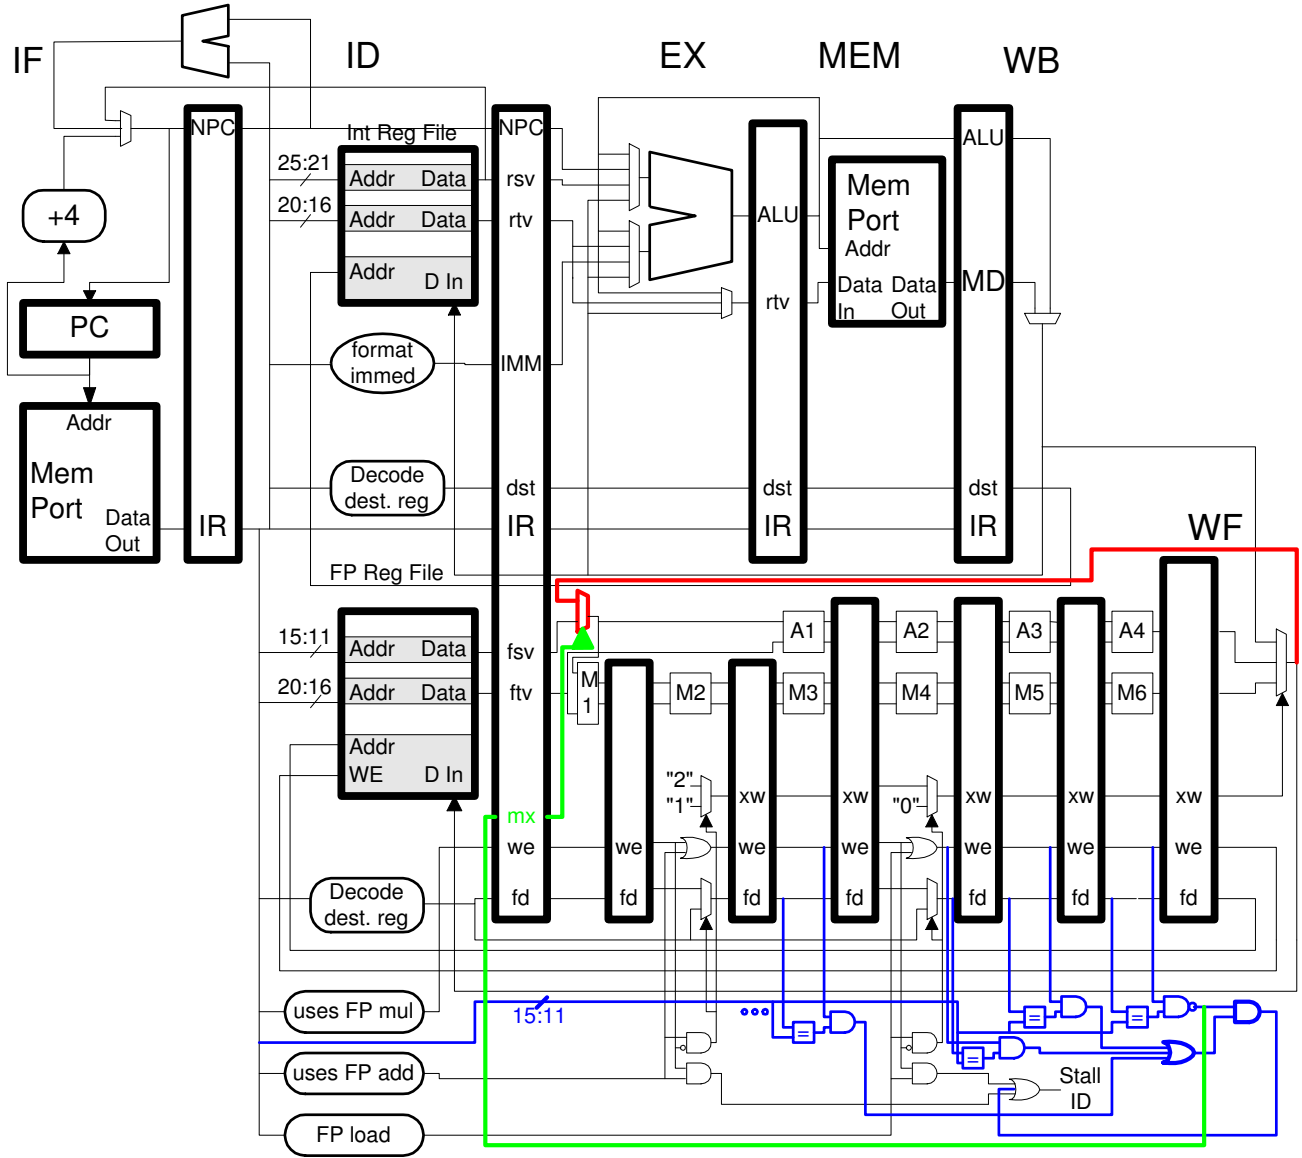 IF
ID
EX
MEM
WB
NPC
Int Reg File
NPC
ALU
25:21
Addr
Data
rsv
Mem
Port
20:16
Addr
Data
rtv
ALU
+4
Addr
Addr
D In
Data
In
Data
Out
MD
rtv
PC
format
immed
IMM
Addr
Mem
Port
Decode
dest. reg
dst
dst
dst
Data
Out
IR
IR
IR
IR
WF
FP Reg File
15:11
Addr
Data
fsv
A1
A2
A3
A4
20:16
Addr
Data
ftv
M
1
M2
M3
M4
M5
M6
Addr
WE
D In
"2"
"1"
xw
xw
"0"
xw
xw
xw
mx
we
we
we
we
we
we
we
Decode
dest. reg
fd
fd
fd
fd
fd
fd
fd
uses FP mul
15:11
=
=
=
=
uses FP add
Stall
ID
FP load